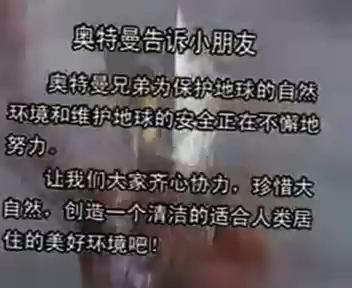 奥特曼告诉小朋友
奥特曼兄弟为保护地球的自然
环境和维护地球的安全正在不懈地
努力。
让我们大家齐心协力，珍惜大
自然，创造一个清洁的适合人类居
住的美好环境吧！